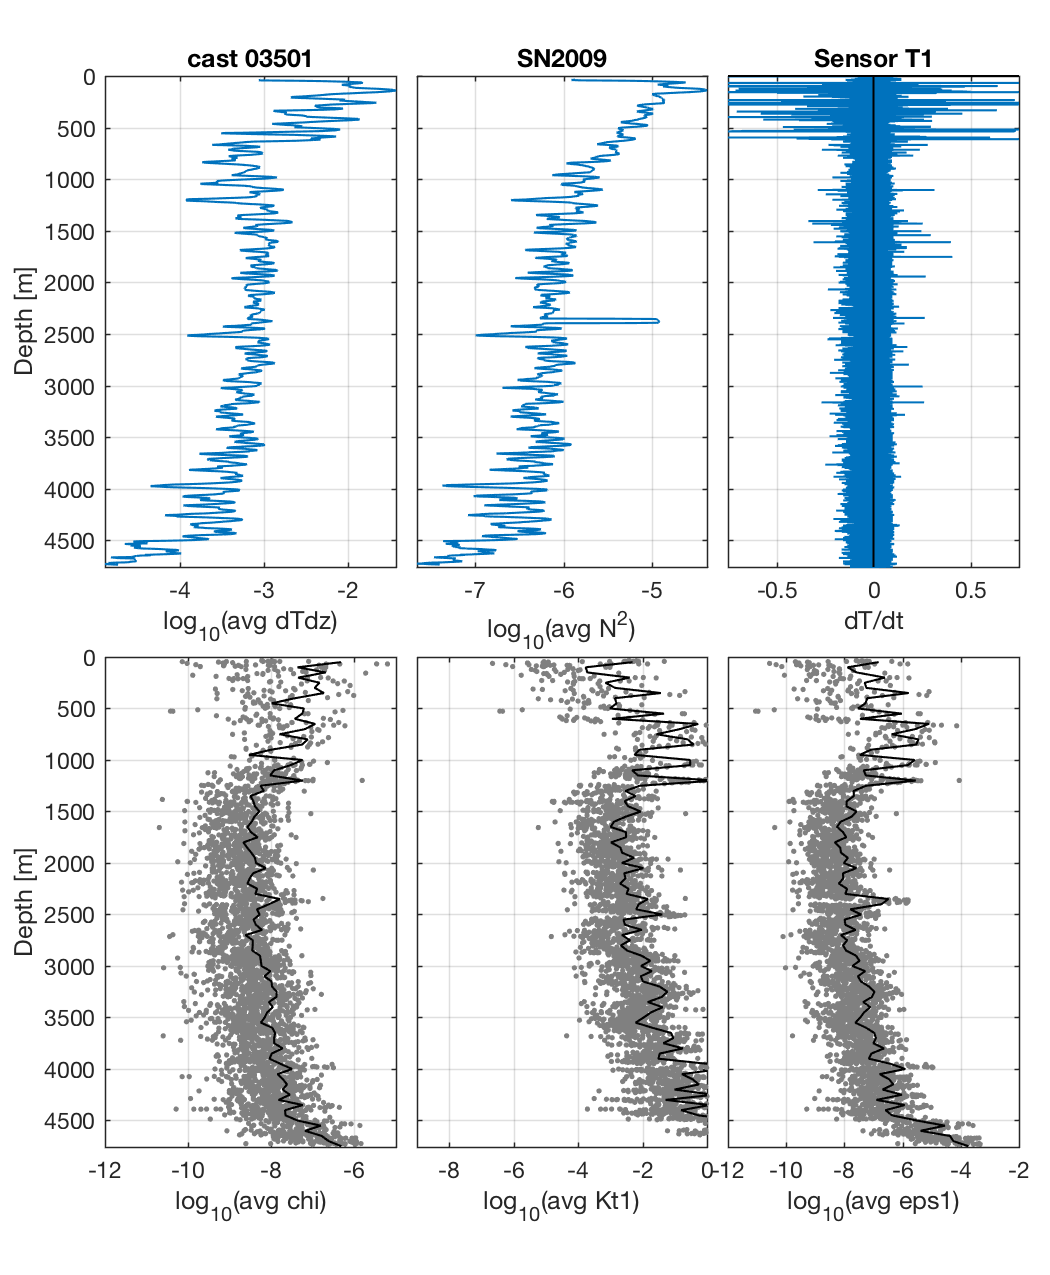 cast 03501
SN2009
Sensor T1
0
500
1000
1500
2000
2500
3000
3500
4000
4500
Depth [m]
-4 -3 -2
-7 -6 -5
-0.5 0 0.5
log10(avg dTdz)
log10(avg N2)
dT/dt
0
500
1000
1500
2000
2500
3000
3500
4000
4500
Depth [m]
-12 -10 -8 -6
-8 -6 -4 -2 0
-12 -10 -8 -6 -4 -2
log10(avg chi)
log10(avg Kt1)
log10(avg eps1)